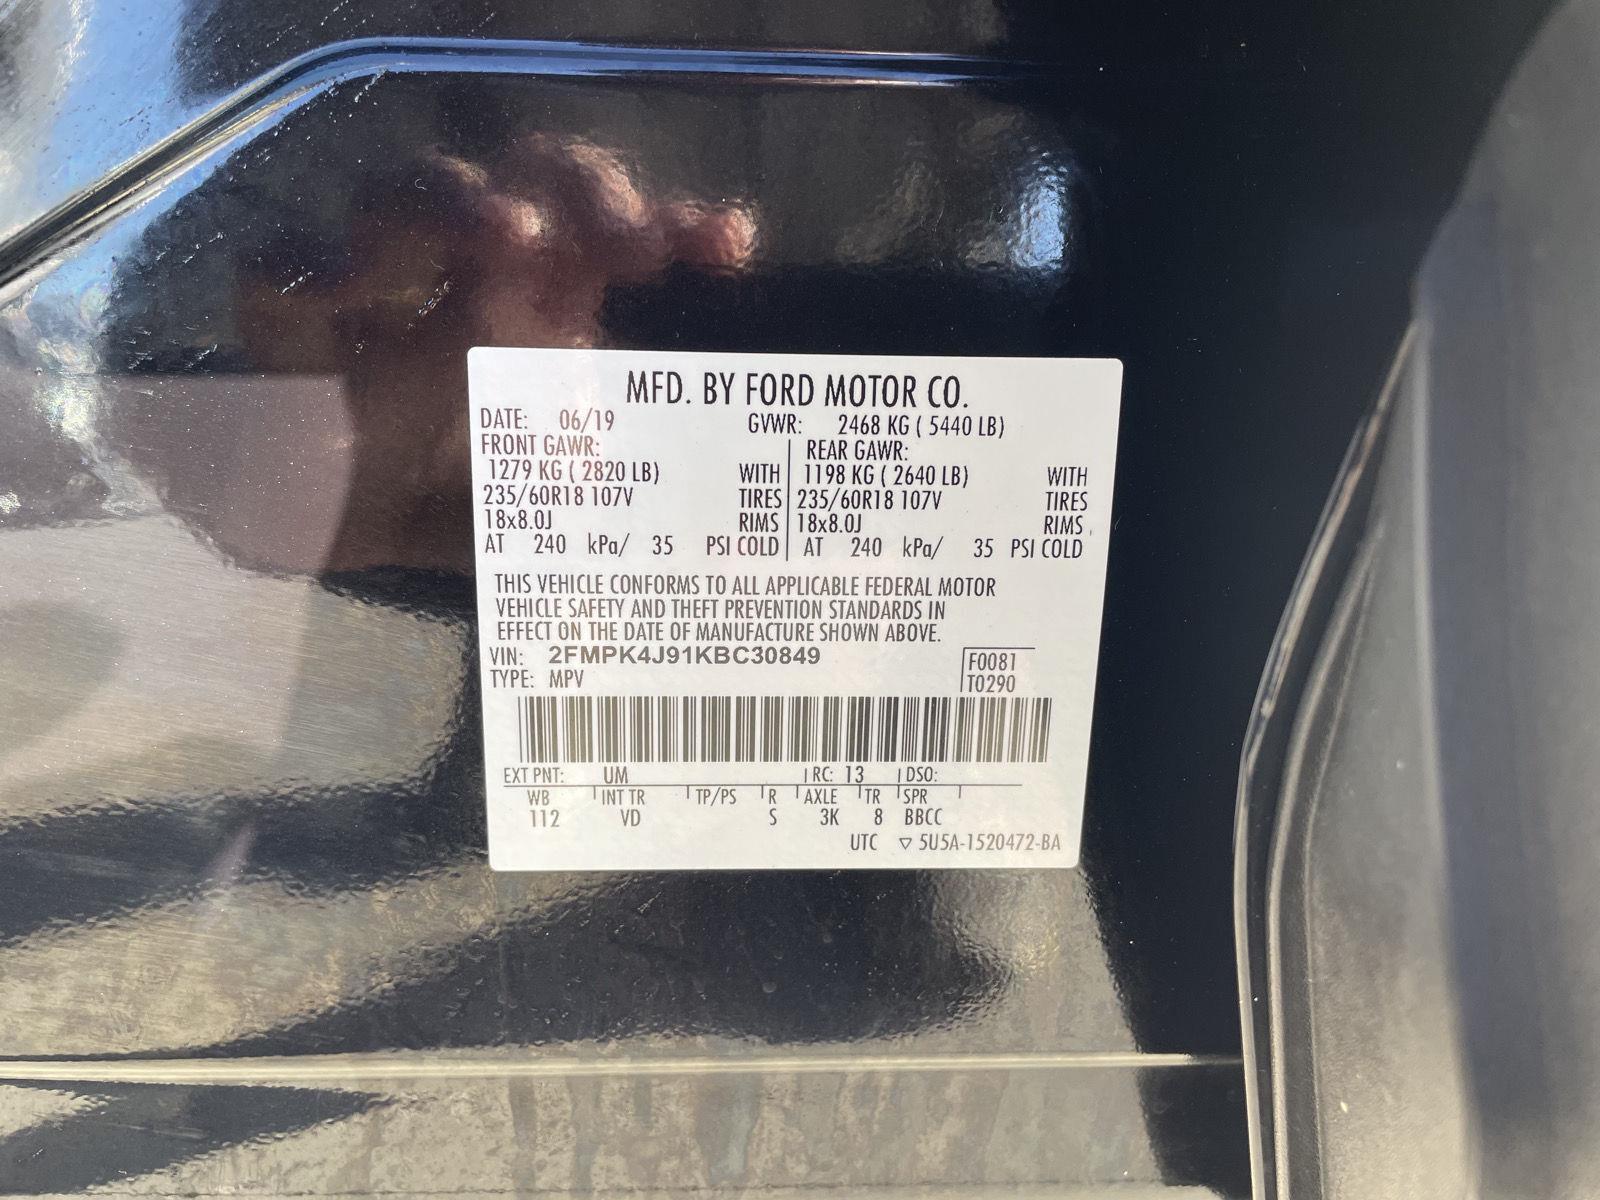 MFD. BY FORD MOTOR CO.
DATE: 06/19 GVWR: 2468 KG ( 5440 LB)
FRONT GAWR: REAR GAWR:
1279 KG ( 2820 LB) WITH 1198 KG ( 2640 LB) WITH
235/60R18 107V TIRES 235/60R18 107V TIRES
18x8.0J RIMS 18x8.0J RIMS
AT 240 kPa/ 35 PSI COLD AT 240 kPa/ 35 PSI COLD
THIS VEHICLE CONFORMS TO ALL APPLICABLE FEDERAL MOTOR
VEHICLE SAFETY AND THEFT PREVENTION STANDARDS IN
EFFECT ON THE DATE OF MANUFACTURE SHOWN ABOVE.
VIN: 2FMPK4J91KBC30849 F0081
TYPE: MPV T0290
EXT PNT: UM RC: 13 DSO:
WB INT TR TP/PS R AXLE TR SPR
112 VD S 3K 8 BBCC
UTC ▽ 5U5A-1520472-BA